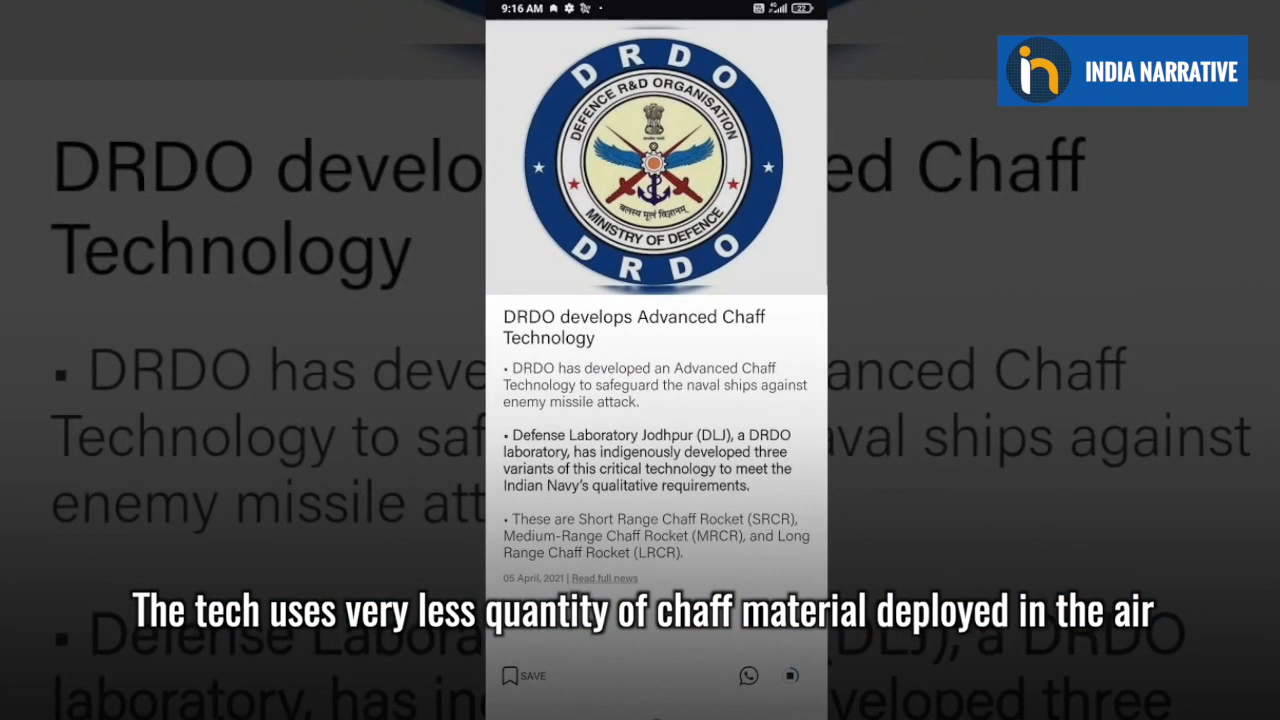 9:16 AM
4G
22
INDIA NARRATIVE
in
DRDO
DEFENCE R&D ORGANISATION
बलस्य मूलं विज्ञानम्
MINISTRY OF DEFENCE
DRDO
DRDO develo
ed Chaff
Technology
DRDO develops Advanced Chaff
Technology
• DRDO has developed an Advanced Chaff
Technology to safeguard the naval ships against
enemy missile attack.
• Defense Laboratory Jodhpur (DLJ), a DRDO
laboratory, has indigenously developed three
variants of this critical technology to meet the
Indian Navy's qualitative requirements.
• These are Short Range Chaff Rocket (SRCR),
Medium-Range Chaff Rocket (MRCR), and Long
Range Chaff Rocket (LRCR).
05 April, 2021 | Read full news
▪ DRDO has deve
anced Chaff
Technology to saf
aval ships against
enemy missile att
The tech uses very less quantity of chaff material deployed in the air
▪ Defense Labora
(DLJ), a DRDO
laboratory, has ind
veloped three
SAVE